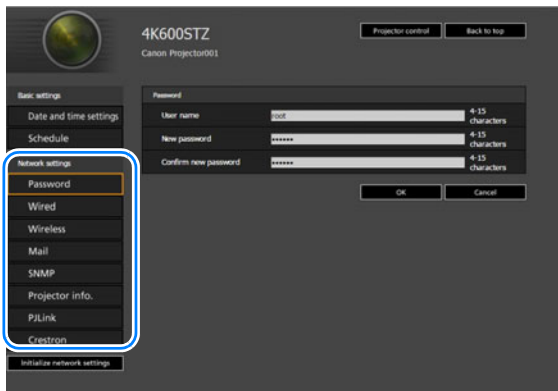 4K600STZ
Canon Projector001
Projector control
Back to top
Basic settings
Date and time settings
Schedule
Network settings
Password
Wired
Wireless
Mail
SNMP
Projector info.
PJLink
Crestron
Initialize network settings
Password
User name
root
4-15
characters
New password
••••••
4-15
characters
Confirm new password
••••••
4-15
characters
OK
Cancel